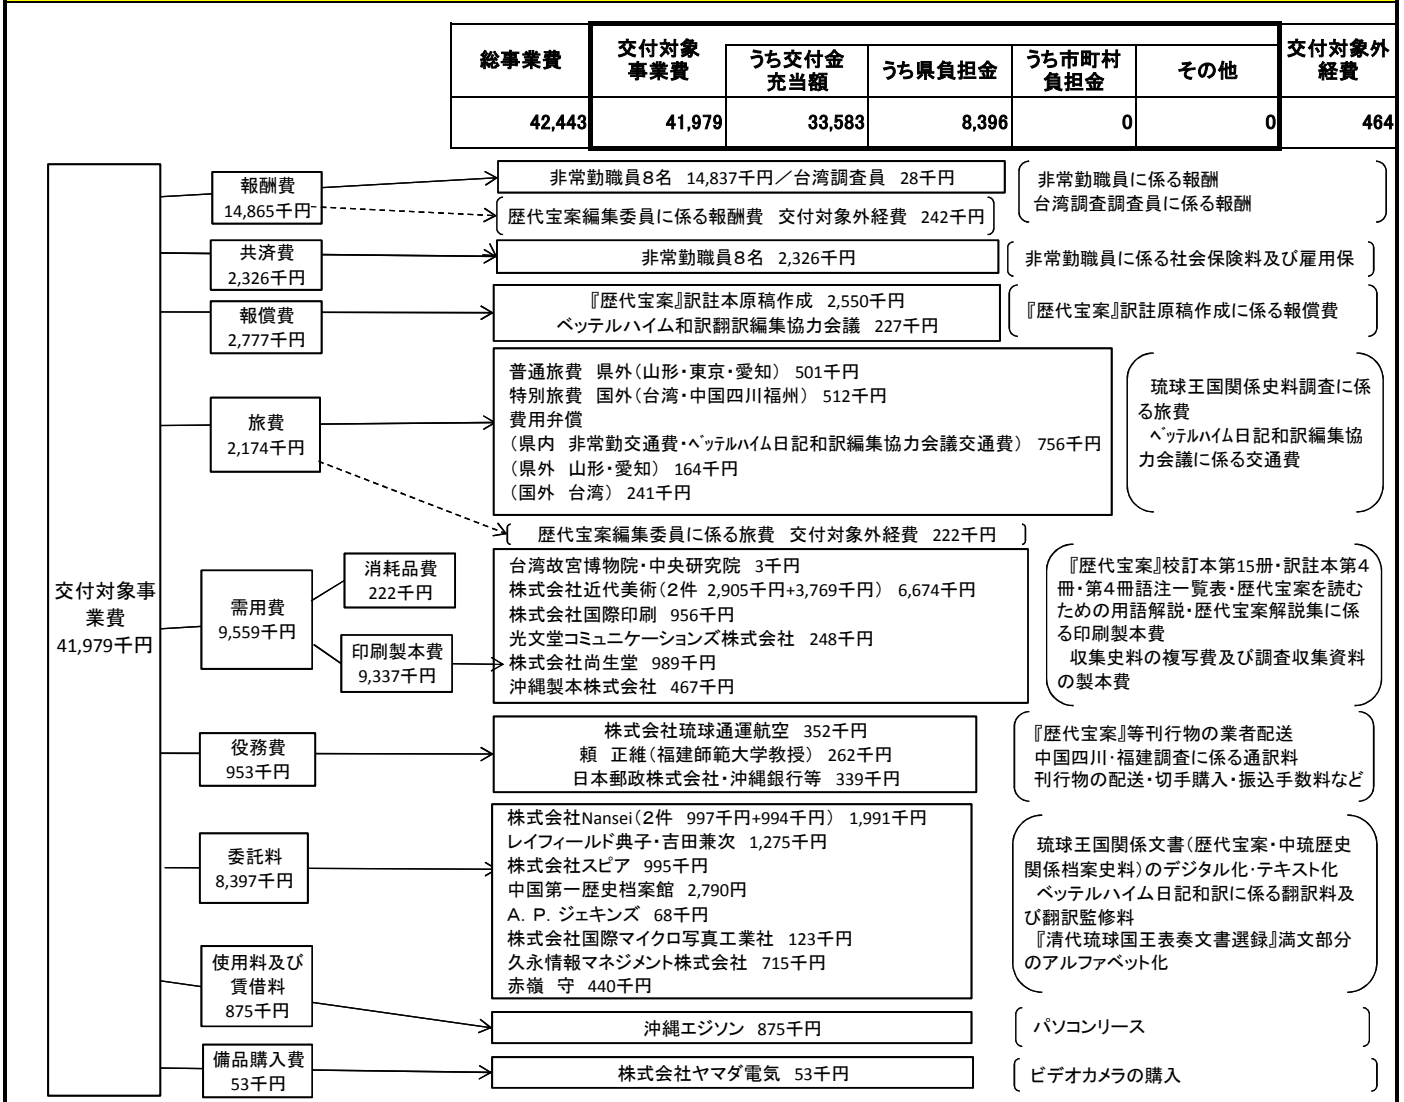 総事業費
交付対象
事業費
うち交付金
充当額
うち県負担金
うち市町村
負担金
その他
交付対象外
経費
42,443
41,979
33,583
8,396
0
0
464
交付対象事
業費
41,979千円
報酬費
14,865千円
非常勤職員8名 14,837千円／台湾調査員 28千円
歴代宝案編集委員に係る報酬費 交付対象外経費 242千円
非常勤職員に係る報酬
台湾調査調査員に係る報酬
共済費
2,326千円
非常勤職員8名 2,326千円
非常勤職員に係る社会保険料及び雇用保
報償費
2,777千円
『歴代宝案』訳註本原稿作成 2,550千円
ベッテルハイム和訳翻訳編集協力会議 227千円
『歴代宝案』訳註原稿作成に係る報償費
旅費
2,174千円
普通旅費 県外（山形・東京・愛知） 501千円
特別旅費 国外（台湾・中国四川福州） 512千円
費用弁償
（県内 非常勤交通費・ﾍﾞｯﾃﾙﾊｲﾑ日記和訳編集協力会議交通費） 756千円
（県外 山形・愛知） 164千円
（国外 台湾） 241千円
歴代宝案編集委員に係る旅費 交付対象外経費 222千円
琉球王国関係史料調査に係
る旅費
ﾍﾞｯﾃﾙﾊｲﾑ日記和訳編集協
力会議に係る交通費
需用費
9,559千円
消耗品費
222千円
印刷製本費
9,337千円
台湾故宮博物院・中央研究院 3千円
株式会社近代美術（2件 2,905千円+3,769千円） 6,674千円
株式会社国際印刷 956千円
光文堂コミュニケーションズ株式会社 248千円
株式会社尚生堂 989千円
沖縄製本株式会社 467千円
『歴代宝案』校訂本第15冊・訳註本第4
冊・第4冊語注一覧表・歴代宝案を読む
ための用語解説・歴代宝案解説集に係
る印刷製本費
収集史料の複写費及び調査収集資料
の製本費
役務費
953千円
株式会社琉球通運航空 352千円
頼 正維（福建師範大学教授） 262千円
日本郵政株式会社・沖縄銀行等 339千円
『歴代宝案』等刊行物の業者配送
中国四川・福建調査に係る通訳料
刊行物の配送・切手購入・振込手数料など
委託料
8,397千円
株式会社Nansei（2件 997千円+994千円） 1,991千円
レイフィールド典子・吉田兼次 1,275千円
株式会社スピア 995千円
中国第一歴史档案館 2,790円
A．P．ジェキンズ 68千円
株式会社国際マイクロ写真工業社 123千円
久永情報マネジメント株式会社 715千円
赤嶺 守 440千円
琉球王国関係文書（歴代宝案・中琉歴史
関係档案史料）のデジタル化・テキスト化
ベッテルハイム日記和訳に係る翻訳料及
び翻訳監修料
『清代琉球国王表奏文書選録』満文部分
のアルファベット化
使用料及び
賃借料
875千円
沖縄エジソン 875千円
パソコンリース
備品購入費
53千円
株式会社ヤマダ電気 53千円
ビデオカメラの購入